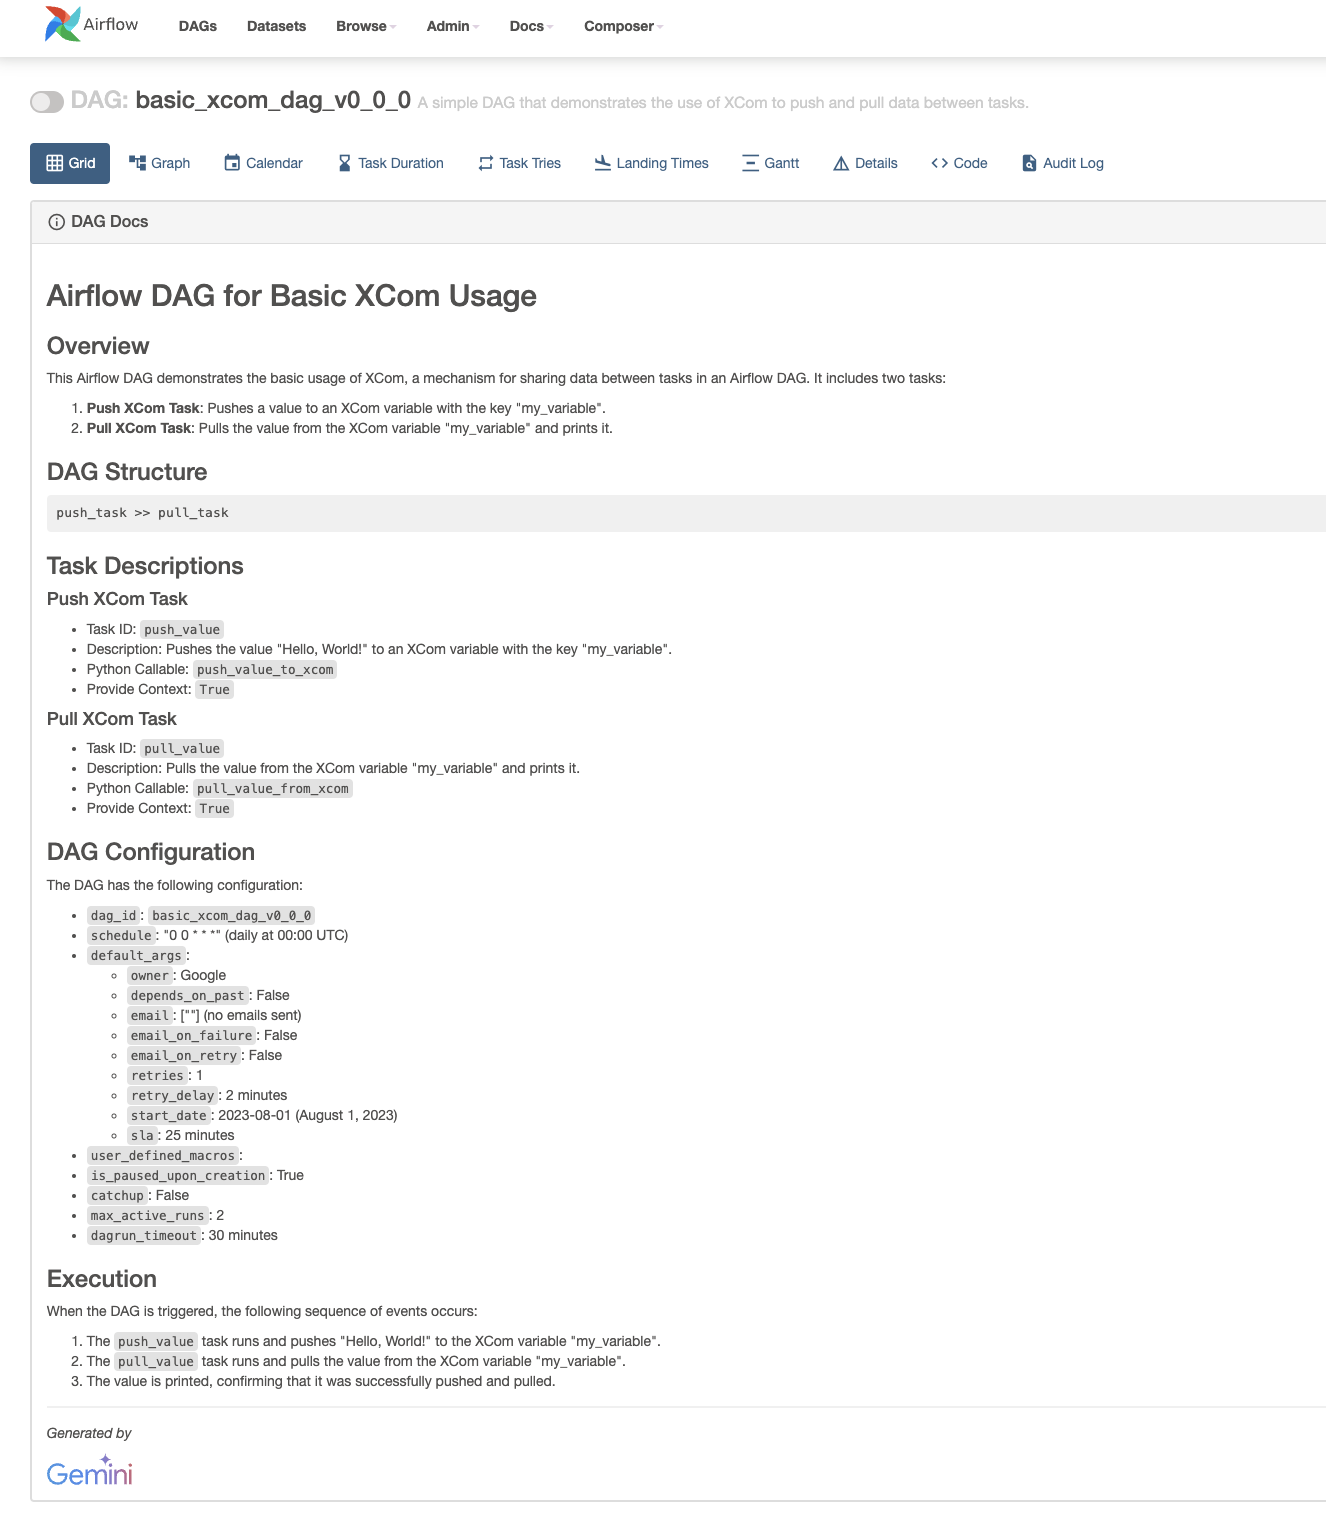 Airflow DAGs Datasets Browse Admin Docs Composer
DAG: basic_xcom_dag_v0_0_0 A simple DAG that demonstrates the use of XCom to push and pull data between tasks.
Grid Graph Calendar Task Duration Task Tries Landing Times Gantt Details Code Audit Log
DAG Docs
Airflow DAG for Basic XCom Usage
Overview
This Airflow DAG demonstrates the basic usage of XCom, a mechanism for sharing data between tasks in an Airflow DAG. It includes two tasks:
1. Push XCom Task: Pushes a value to an XCom variable with the key "my_variable".
2. Pull XCom Task: Pulls the value from the XCom variable "my_variable" and prints it.
DAG Structure
push_task >> pull_task
Task Descriptions
Push XCom Task
• Task ID: push_value
• Description: Pushes the value "Hello, World!" to an XCom variable with the key "my_variable".
• Python Callable: push_value_to_xcom
• Provide Context: True
Pull XCom Task
• Task ID: pull_value
• Description: Pulls the value from the XCom variable "my_variable" and prints it.
• Python Callable: pull_value_from_xcom
• Provide Context: True
DAG Configuration
The DAG has the following configuration:
• dag_id: basic_xcom_dag_v0_0_0
• schedule: "0 0 * * *" (daily at 00:00 UTC)
• default_args:
◦ owner: Google
◦ depends_on_past: False
◦ email: [""] (no emails sent)
◦ email_on_failure: False
◦ email_on_retry: False
◦ retries: 1
◦ retry_delay: 2 minutes
◦ start_date: 2023-08-01 (August 1, 2023)
◦ sla: 25 minutes
• user_defined_macros:
• is_paused_upon_creation: True
• catchup: False
• max_active_runs: 2
• dagrun_timeout: 30 minutes
Execution
When the DAG is triggered, the following sequence of events occurs:
1. The push_value task runs and pushes "Hello, World!" to the XCom variable "my_variable".
2. The pull_value task runs and pulls the value from the XCom variable "my_variable".
3. The value is printed, confirming that it was successfully pushed and pulled.
Generated by
Gemini